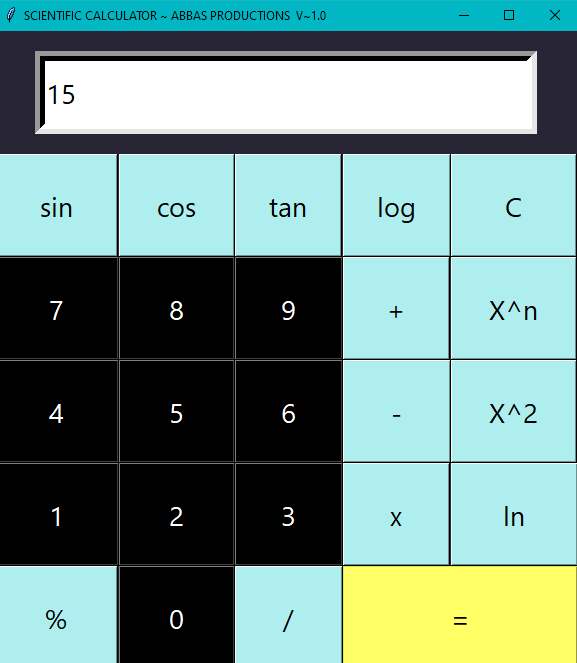 SCIENTIFIC CALCULATOR ~ ABBAS PRODUCTIONS V~1.0
15
sin cos tan log C
7 8 9 + X^n
4 5 6 - X^2
1 2 3 x ln
% 0 / =